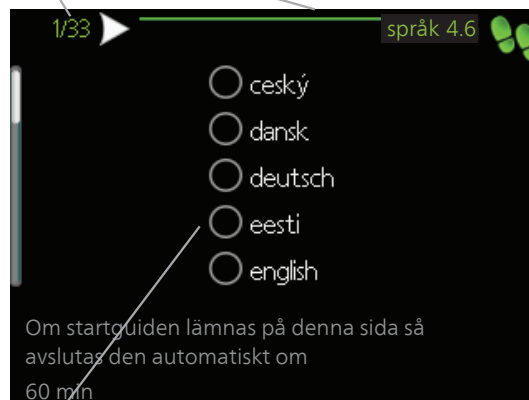 1/33 språk 4.6
ceský
dansk
deutsch
eesti
english
Om startguiden lämnas på denna sida så
avslutas den automatiskt om
60 min